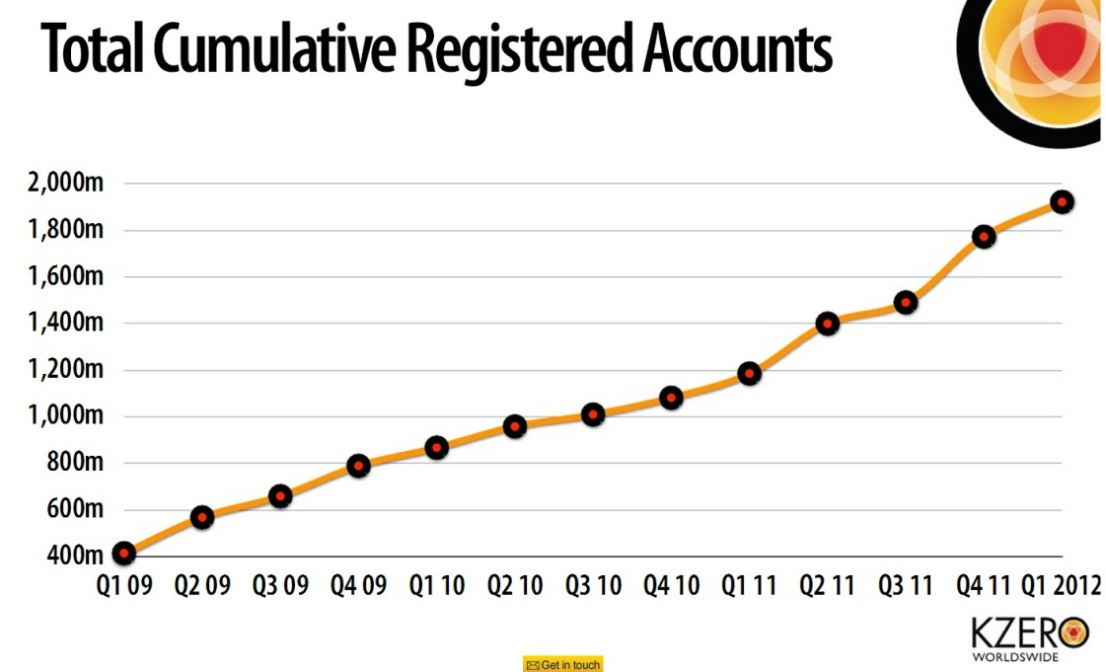 Total Cumulative Registered Accounts
2,000m
1,800m
1,600m
1,400m
1,200m
1,000m
800m
600m
400m
Q1 09 Q2 09 Q3 09 Q4 09 Q1 10 Q2 10 Q3 10 Q4 10 Q1 11 Q2 11 Q3 11 Q4 11 Q1 2012
KZERO
WORLDSWIDE
Get in touch